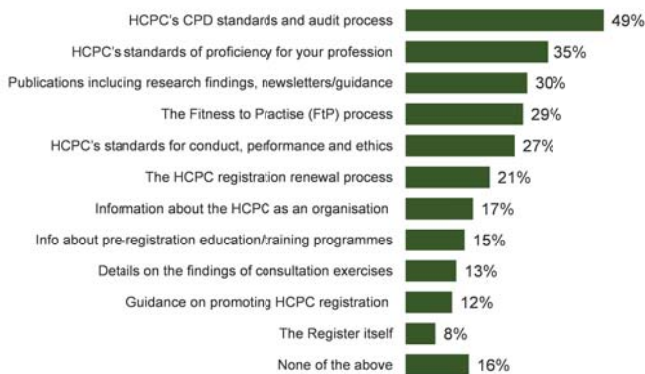 HCPC's CPD standards and audit process 49%
HCPC's standards of proficiency for your profession 35%
Publications including research findings, newsletters/guidance 30%
The Fitness to Practise (FtP) process 29%
HCPC's standards for conduct, performance and ethics 27%
The HCPC registration renewal process 21%
Information about the HCPC as an organisation 17%
Info about pre-registration education/training programmes 15%
Details on the findings of consultation exercises 13%
Guidance on promoting HCPC registration 12%
The Register itself 8%
None of the above 16%